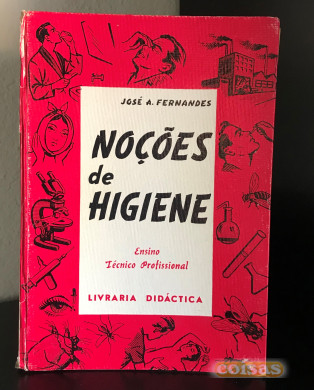 JOSÉ A. FERNANDES
NOÇÕES
de
HIGIENE
Ensino
Técnico Profissional
LIVRARIA DIDÁCTICA
coisas